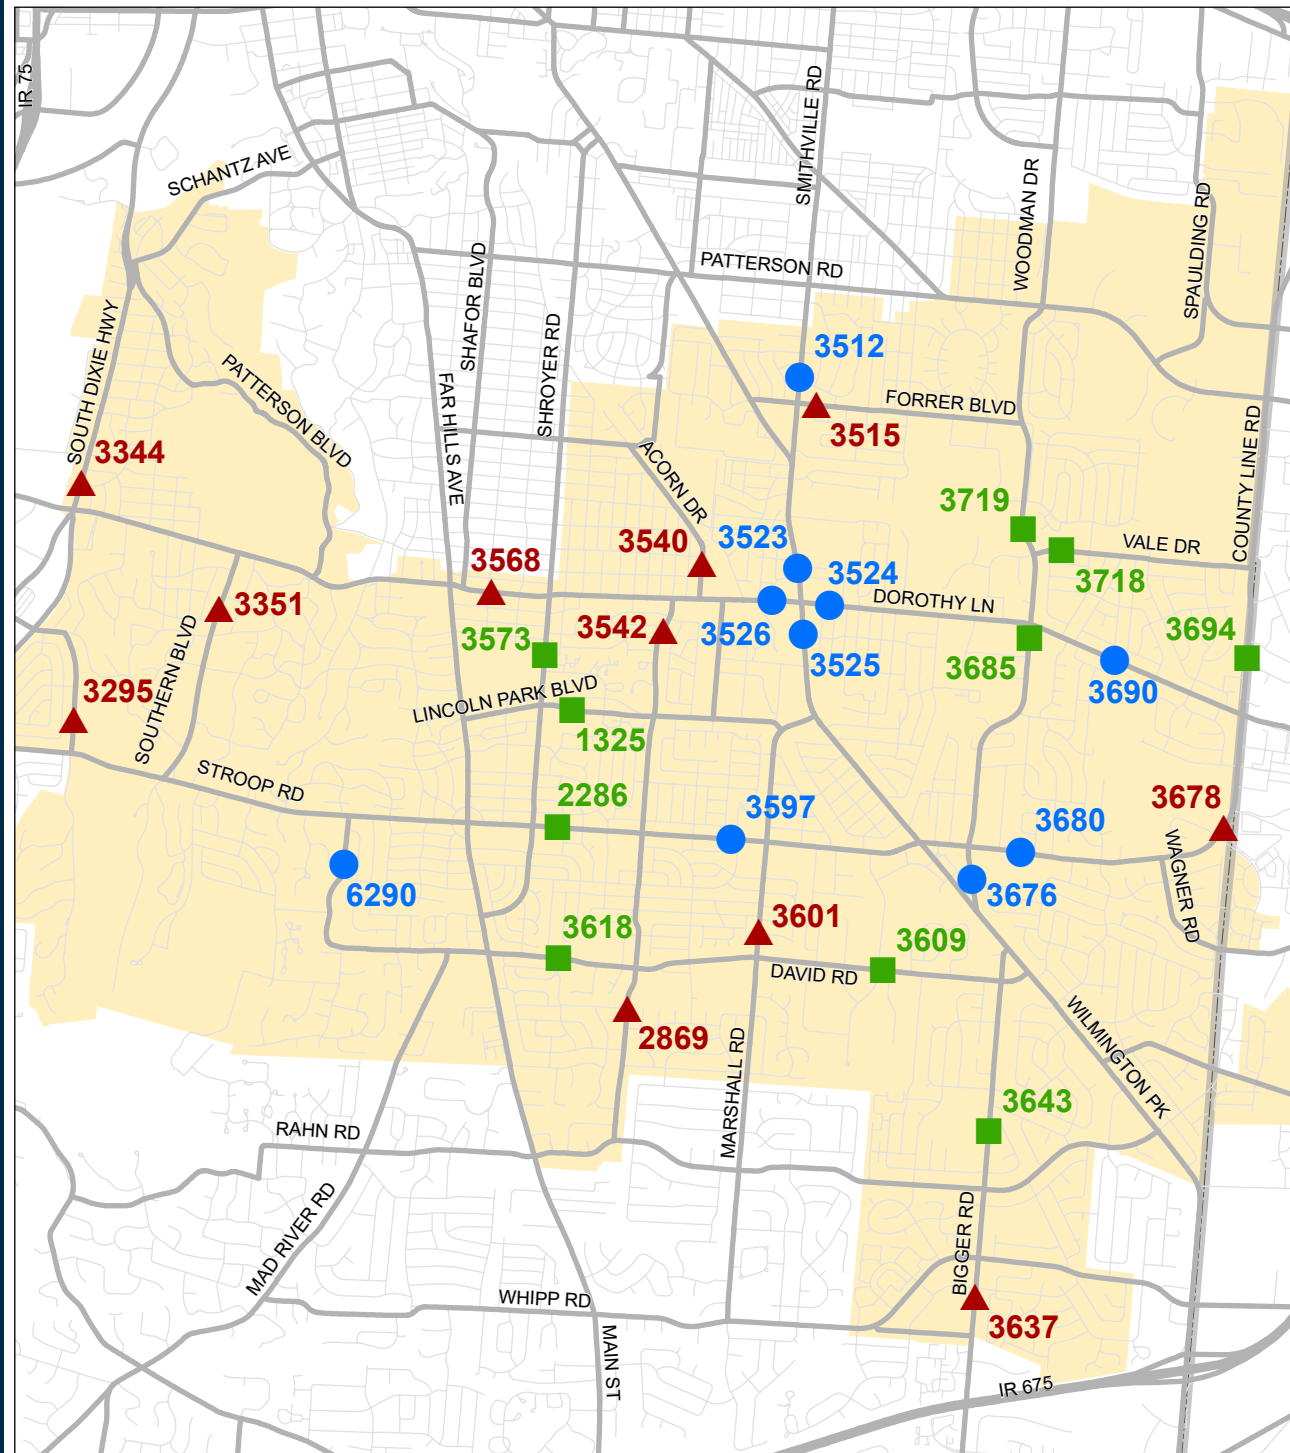 IR 75
SMITHVILLE RD
SCHANTZ AVE
WOODMAN DR
SPAULDING RD
PATTERSON RD
SHAFOR BLVD
SOUTH DIXIE HWY
SHROYER RD
3512
PATTERSON BLVD
FAR HILLS AVE
FORRER BLVD
3515
COUNTY LINE RD
3344
ACORN DR
3719
3540
3523
VALE DR
3568
3524
3718
3351
DOROTHY LN
3542
3526
3573
3694
3525
3685
SOUTHERN BLVD
3295
3690
LINCOLN PARK BLVD
1325
STROOP RD
2286
3597
3678
3680
WAGNER RD
6290
3676
3618
3601
3609
DAVID RD
WILMINGTON PK
2869
MARSHALL RD
3643
RAHN RD
MAD RIVER RD
BIGGER RD
WHIPP RD
3637
MAIN ST
IR 675